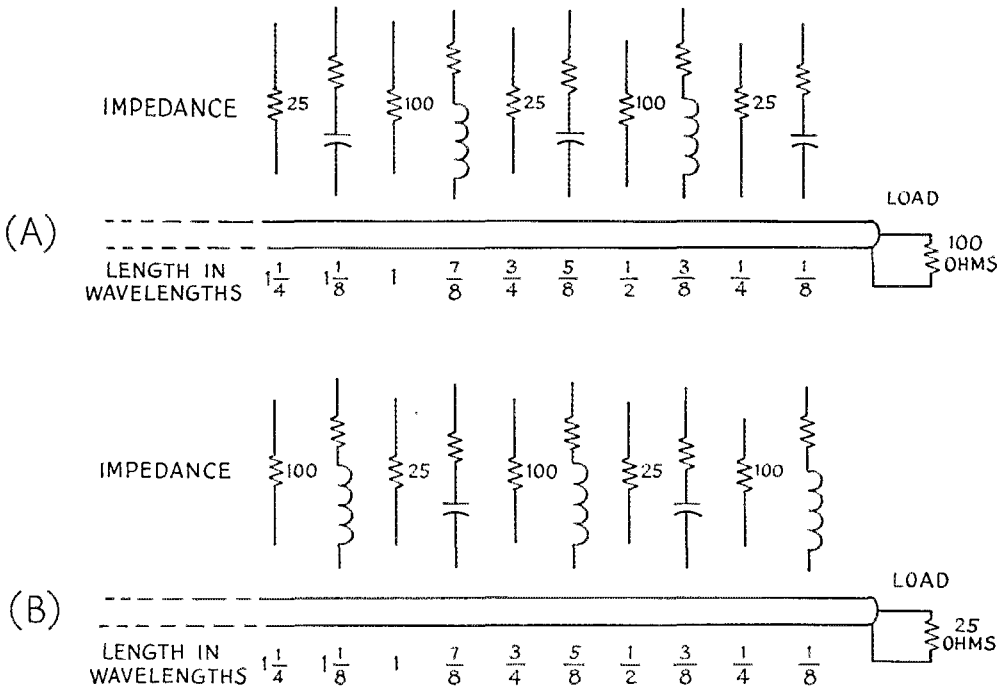 IMPEDANCE
25
100
25
100
25
(A)
LOAD
100
OHMS
LENGTH IN
WAVELENGTHS
1 1/4 1 1/8 1 7/8 3/4 5/8 1/2 3/8 1/4 1/8
IMPEDANCE
100
25
100
25
100
(B)
LOAD
25
OHMS
LENGTH IN
WAVELENGTHS
1 1/4 1 1/8 1 7/8 3/4 5/8 1/2 3/8 1/4 1/8